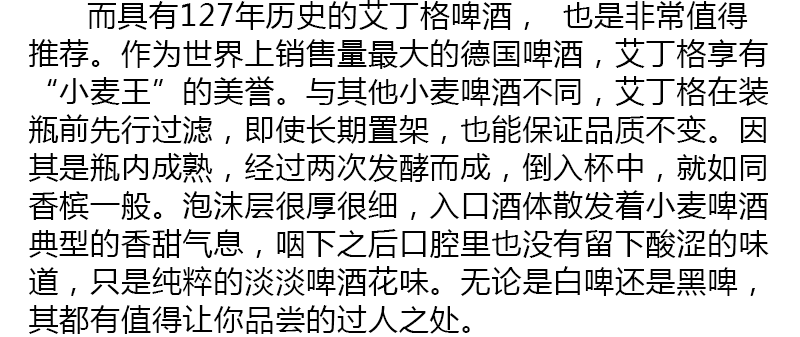 而具有127年历史的艾丁格啤酒， 也是非常值得
推荐。作为世界上销售量最大的德国啤酒，艾丁格享有
“小麦王”的美誉。与其他小麦啤酒不同，艾丁格在装
瓶前先行过滤，即使长期置架，也能保证品质不变。因
其是瓶内成熟，经过两次发酵而成，倒入杯中，就如同
香槟一般。泡沫层很厚很细，入口酒体散发着小麦啤酒
典型的香甜气息，咽下之后口腔里也没有留下酸涩的味
道，只是纯粹的淡淡啤酒花味。无论是白啤还是黑啤，
其都有值得让你品尝的过人之处。